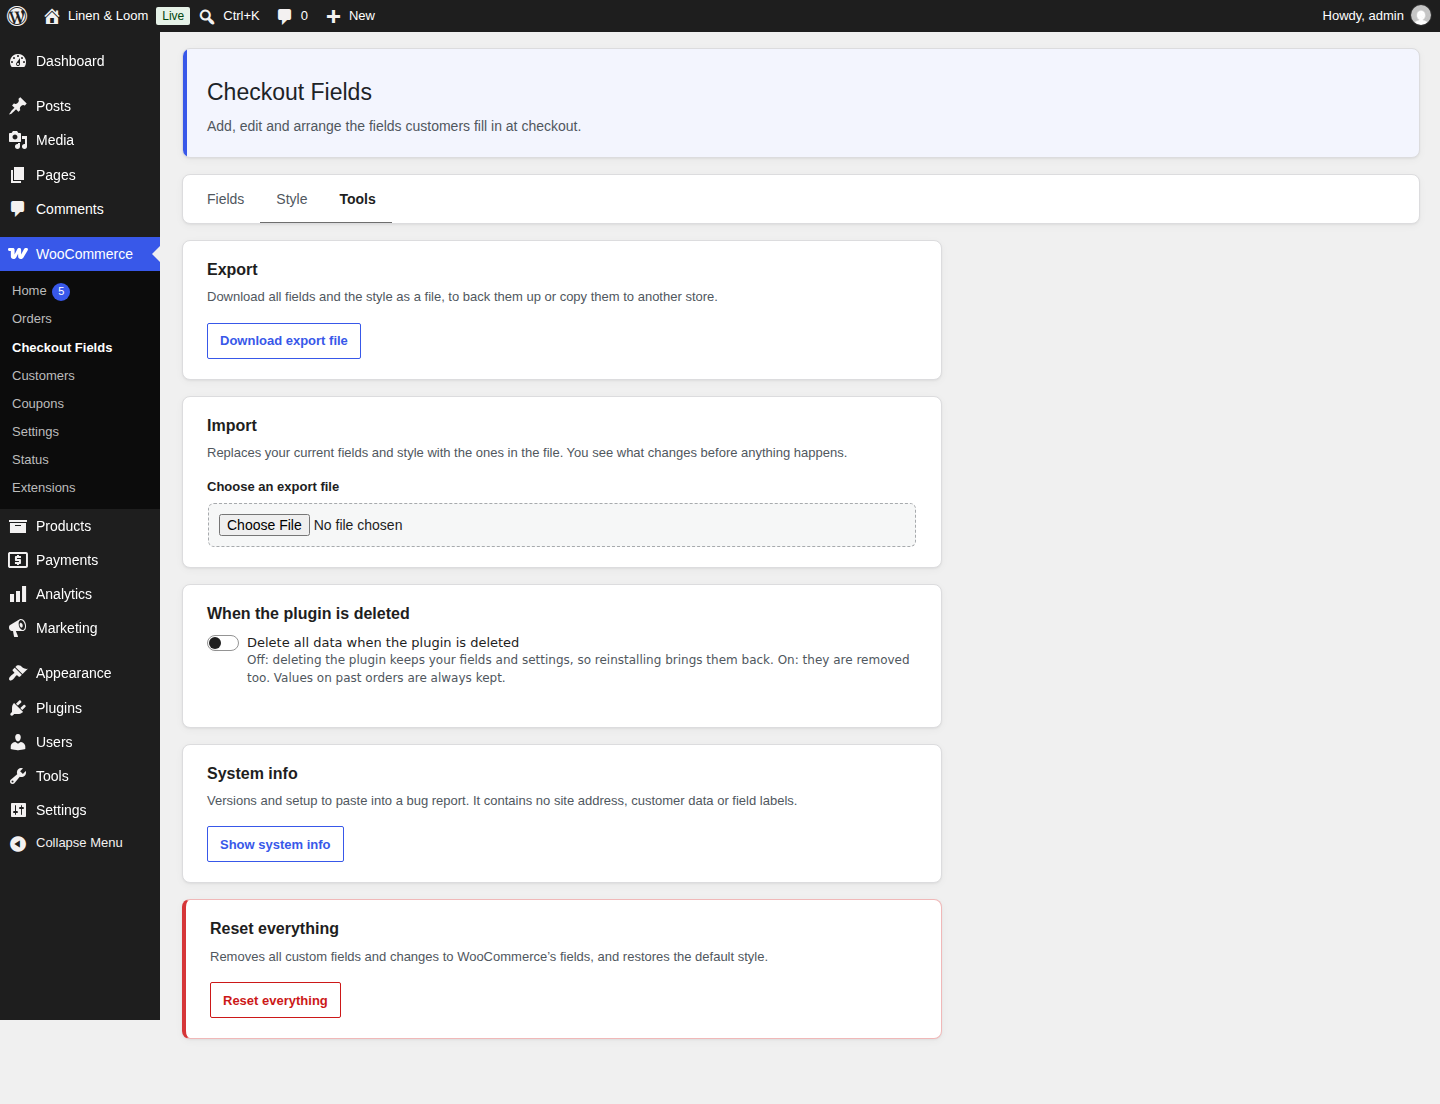 Linen & Loom Live Ctrl+K 0 New Howdy, admin
Dashboard
Posts
Media
Pages
Comments
WooCommerce
Home 5
Orders
Checkout Fields
Customers
Coupons
Settings
Status
Extensions
Products
Payments
Analytics
Marketing
Appearance
Plugins
Users
Tools
Settings
Collapse Menu
Checkout Fields
Add, edit and arrange the fields customers fill in at checkout.
Fields Style Tools
Export
Download all fields and the style as a file, to back them up or copy them to another store.
Download export file
Import
Replaces your current fields and style with the ones in the file. You see what changes before anything happens.
Choose an export file
Choose File No file chosen
When the plugin is deleted
Delete all data when the plugin is deleted
Off: deleting the plugin keeps your fields and settings, so reinstalling brings them back. On: they are removed
too. Values on past orders are always kept.
System info
Versions and setup to paste into a bug report. It contains no site address, customer data or field labels.
Show system info
Reset everything
Removes all custom fields and changes to WooCommerce’s fields, and restores the default style.
Reset everything